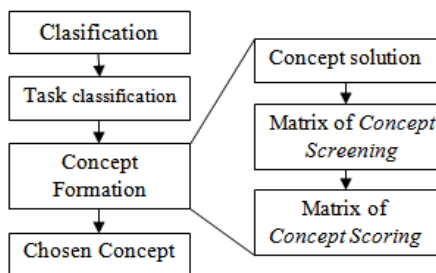 Clasification
Task classification
Concept
Formation
Chosen Concept
Concept solution
Matrix of Concept
Screening
Matrix of
Concept Scoring